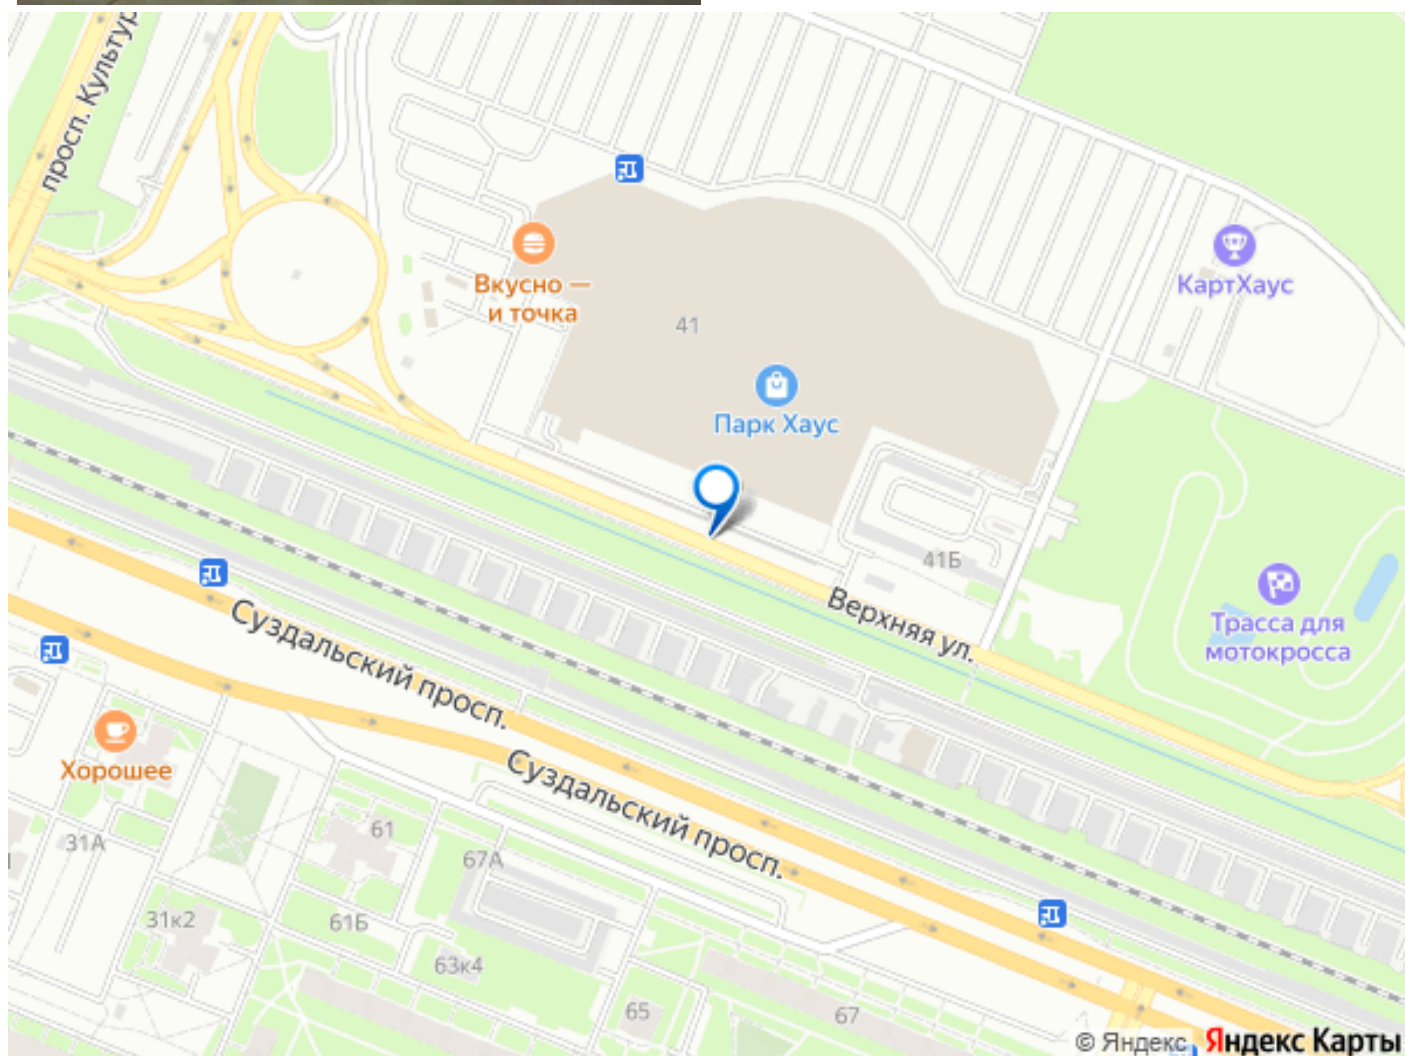 просп. Культур
Вкусно —
и точка
41
Парк Хаус
КартХаус
41Б
Верхняя ул.
Трасса для
мотокросса
Суздальский просп.
Суздальский просп.
Хорошее
31А
61
67А
31к2
61Б
63к4
65
67
© Яндекс Яндекс Карты